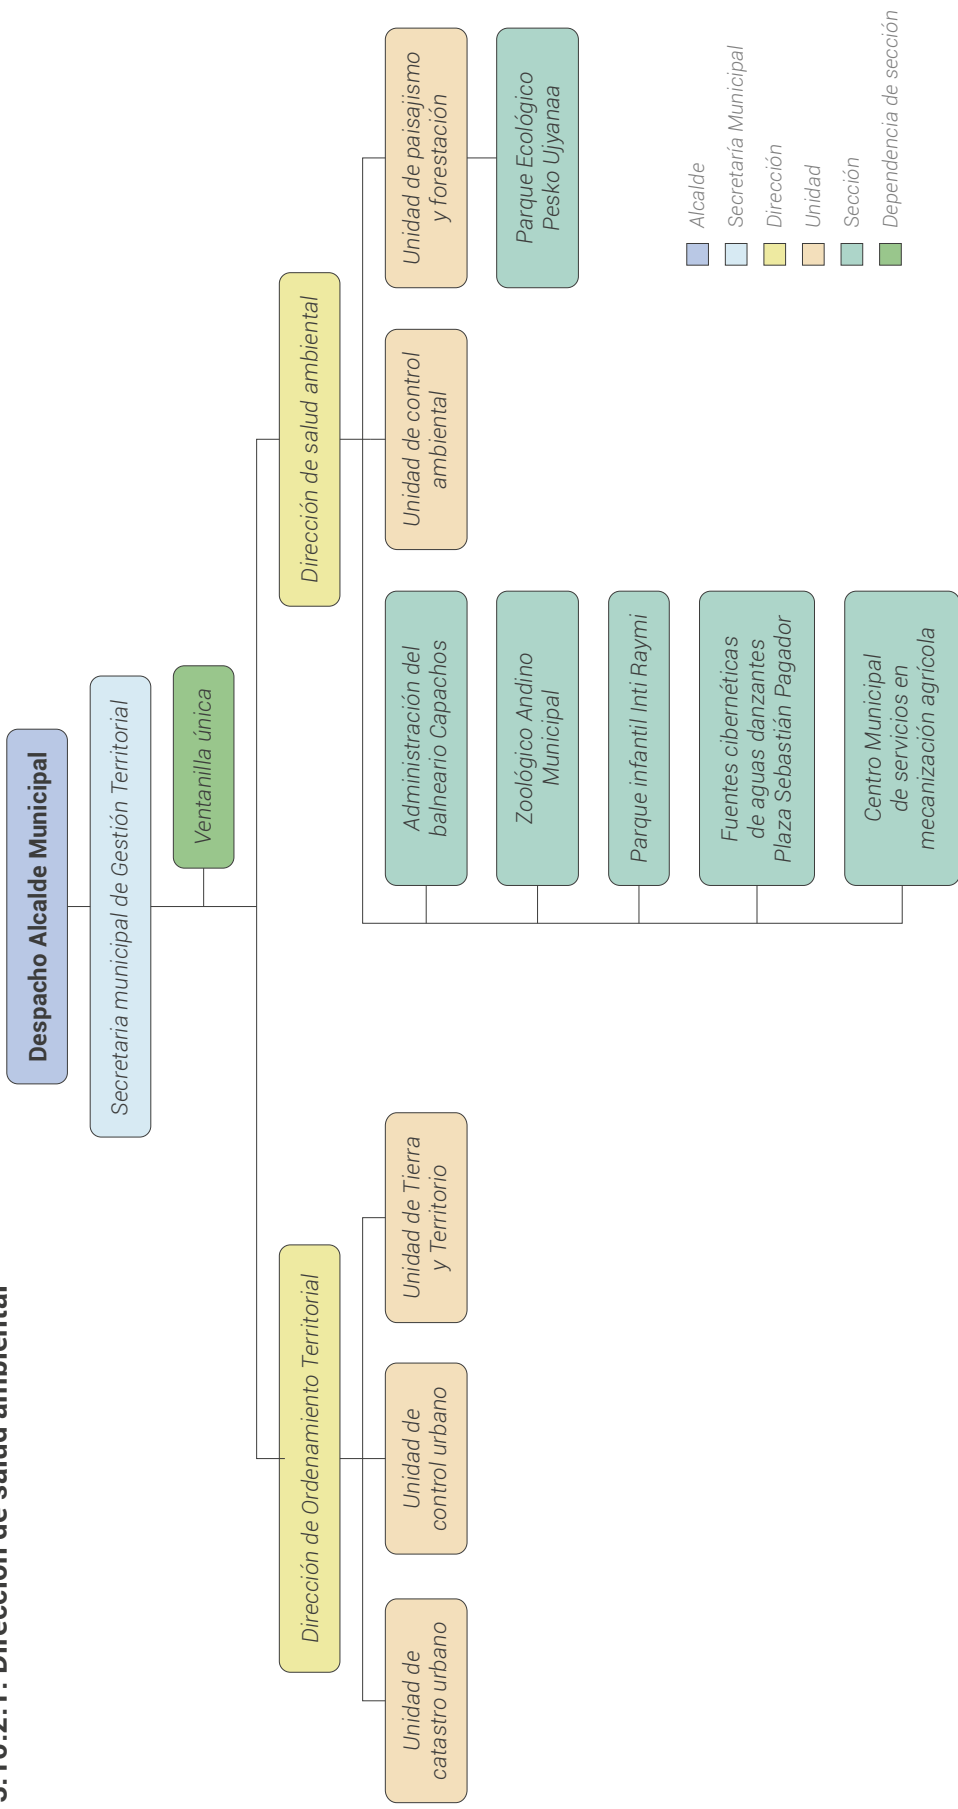 3.10.2.1. Dirección de salud ambiental
Despacho Alcalde Municipal
Secretaria municipal de Gestión Territorial
Ventanilla única
Dirección de Ordenamiento Territorial
Dirección de salud ambiental
Unidad de
catastro urbano
Unidad de
control urbano
Unidad de Tierra
y Territorio
Administración del
balneario Capachos
Unidad de control
ambiental
Unidad de paisajismo
y forestación
Zoológico Andino
Municipal
Parque Ecológico
Pesko Ujyanaa
Parque infantil Inti Raymi
Fuentes cibernéticas
de aguas danzantes
Plaza Sebastián Pagador
Centro Municipal
de servicios en
mecanización agrícola
Alcalde
Secretaría Municipal
Dirección
Unidad
Sección
Dependencia de sección